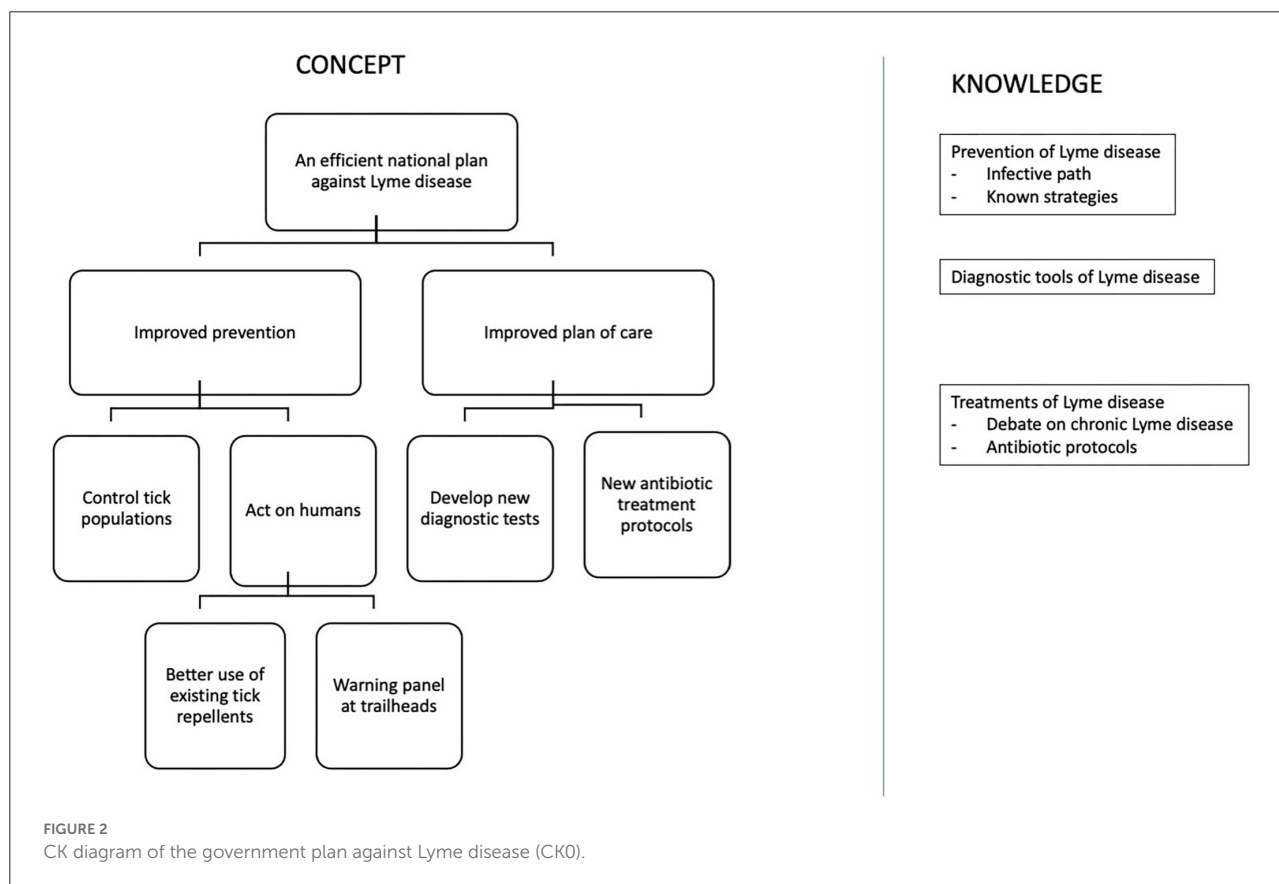 CONCEPT
An efficient national plan
against Lyme disease
Improved prevention
Improved plan of care
Control tick
populations
Act on humans
Develop new
diagnostic tests
New antibiotic
treatment
protocols
Better use of
existing tick
repellents
Warning panel
at trailheads
KNOWLEDGE
Prevention of Lyme disease
- Infective path
- Known strategies
Diagnostic tools of Lyme disease
Treatments of Lyme disease
- Debate on chronic Lyme disease
- Antibiotic protocols
FIGURE 2
CK diagram of the government plan against Lyme disease (CK0).